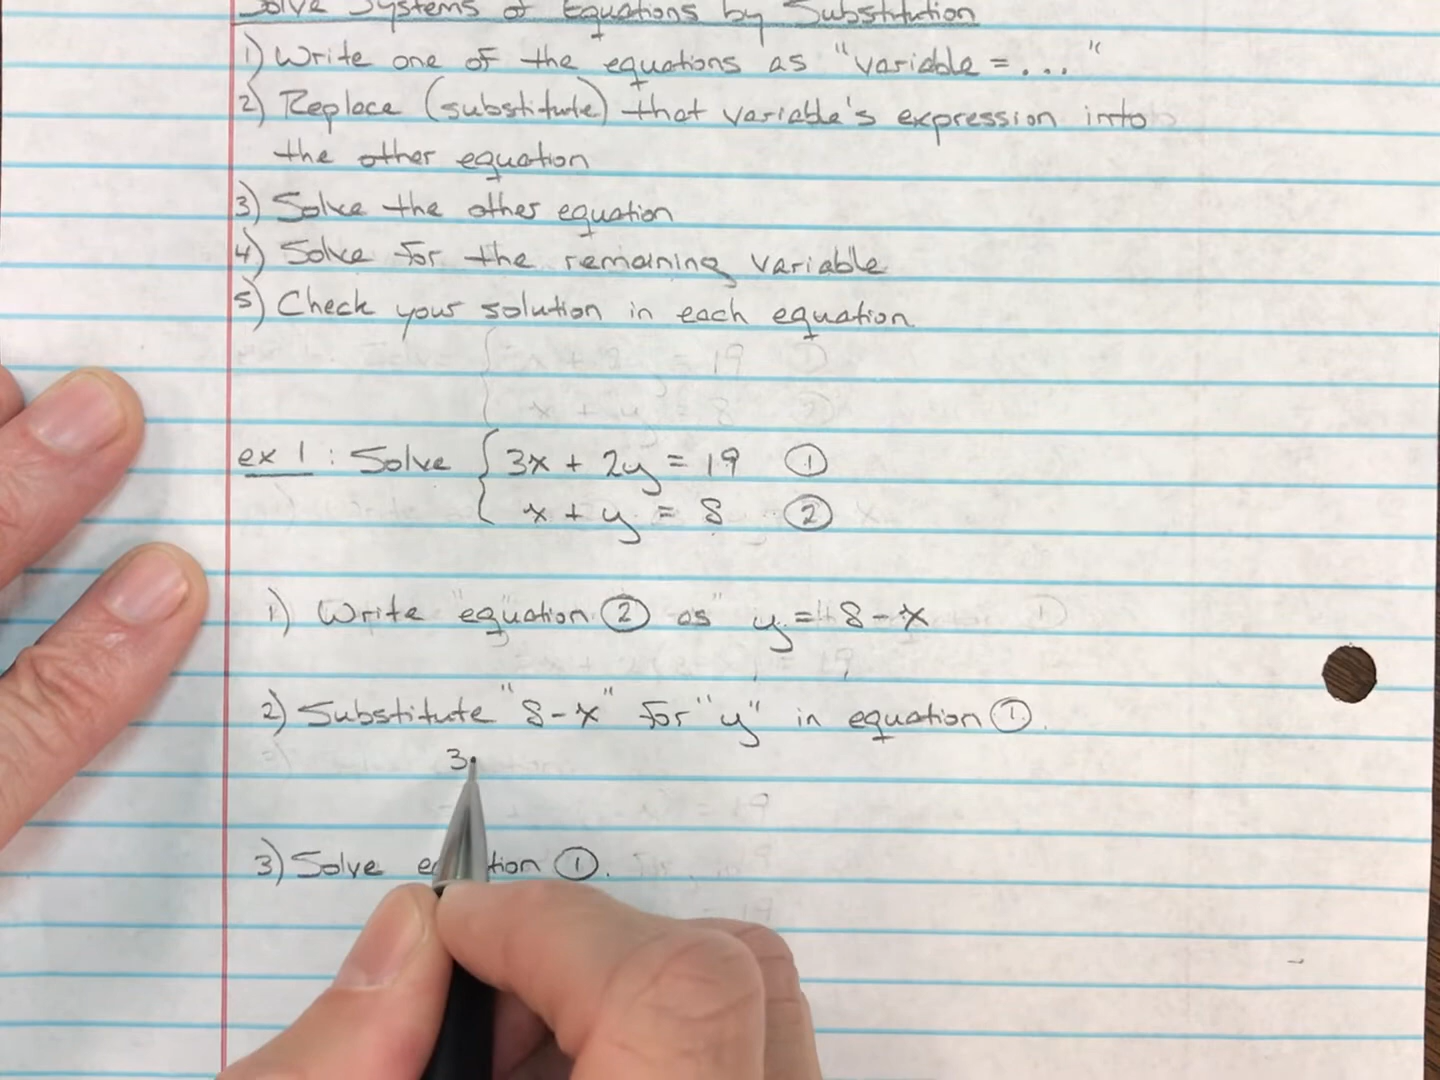 Solve Systems of Equations by Substitution
1) Write one of the equations as "variable = ..."
2) Replace (substitute) that variable's expression into
the other equation
3) Solve the other equation
4) Solve for the remaining variable
5) Check your solution in each equation
ex 1 : Solve { 3x + 2y = 19 ①
x + y = 8 ②
1) Write equation ② as y = 8 - x
2) Substitute "8-x" for "y" in equation ①.
3
3) Solve equation ①.